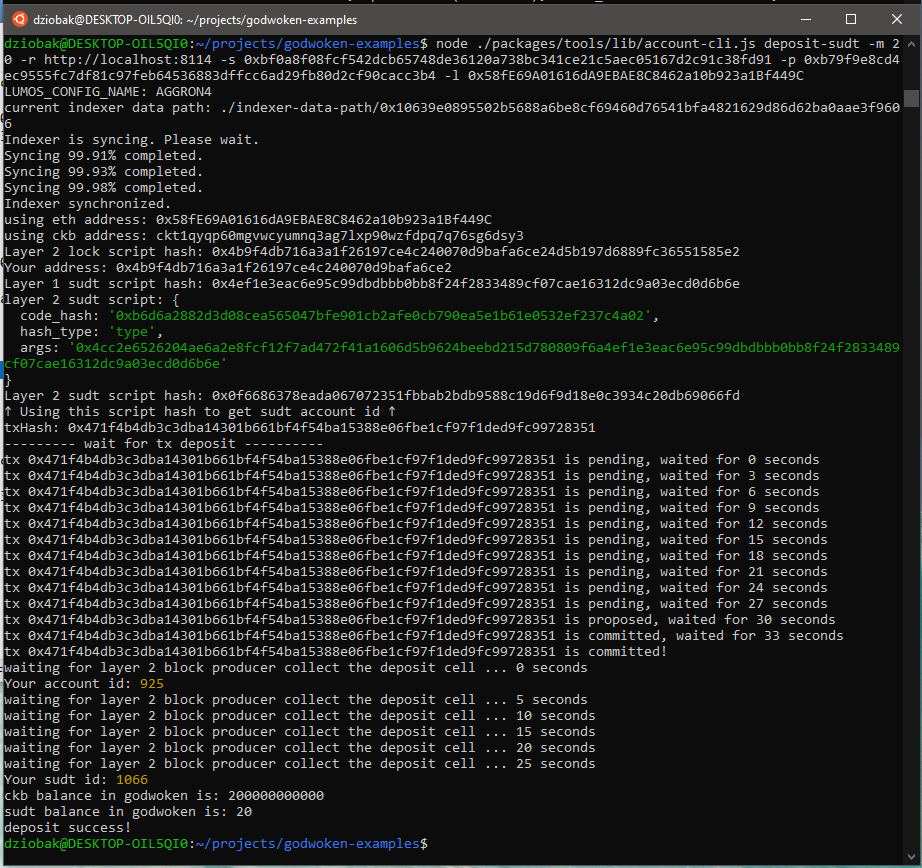 dziobak@DESKTOP-OIL5QI0: ~/projects/godwoken-examples
dziobak@DESKTOP-OIL5QI0:~/projects/godwoken-examples$ node ./packages/tools/lib/account-cli.js deposit-sudt -m 2
0 -r http://localhost:8114 -s 0xbf0a8f08fcf542dcb65748de36120a738bc341ce21c5aec05167d2c91c38fd91 -p 0xb79f9e8cd4
ec9555fc7df81c97feb64536883dffcc6ad29fb80d2cf90cacc3b4 -l 0x58fE69A01616dA9EBAE8C8462a10b923a1Bf449C
LUMOS_CONFIG_NAME: AGGRON4
current indexer data path: ./indexer-data-path/0x10639e0895502b5688a6be8cf69460d76541bfa4821629d86d62ba0aae3f960
6
Indexer is syncing. Please wait.
Syncing 99.91% completed.
Syncing 99.93% completed.
Syncing 99.98% completed.
Indexer synchronized.
using eth address: 0x58fE69A01616dA9EBAE8C8462a10b923a1Bf449C
using ckb address: ckt1qyqp60mgvwcyumnq3ag7lxp90wzfdpq7q76sg6dsy3
Layer 2 lock script hash: 0x4b9f4db716a3a1f26197ce4c240070d9bafa6ce24d5b197d6889fc36551585e2
Your address: 0x4b9f4db716a3a1f26197ce4c240070d9bafa6ce2
Layer 1 sudt script hash: 0x4ef1e3eac6e95c99dbdbbb0bb8f24f2833489cf07cae16312dc9a03ecd0d6b6e
layer 2 sudt script: {
code_hash: '0xb6d6a2882d3d08cea565047bfe901cb2afe0cb790ea5e1b61e0532ef237c4a02',
hash_type: 'type',
args: '0x4cc2e6526204ae6a2e8fcf12f7ad472f41a1606d5b9624beebd215d780809f6a4ef1e3eac6e95c99dbdbbb0bb8f24f2833489
cf07cae16312dc9a03ecd0d6b6e'
}
Layer 2 sudt script hash: 0x0f6686378eada067072351fbbab2bdb9588c19d6f9d18e0c3934c20db69066fd
↑ Using this script hash to get sudt account id ↑
txHash: 0x471f4b4db3c3dba14301b661bf4f54ba15388e06fbe1cf97f1ded9fc99728351
--------- wait for tx deposit ----------
tx 0x471f4b4db3c3dba14301b661bf4f54ba15388e06fbe1cf97f1ded9fc99728351 is pending, waited for 0 seconds
tx 0x471f4b4db3c3dba14301b661bf4f54ba15388e06fbe1cf97f1ded9fc99728351 is pending, waited for 3 seconds
tx 0x471f4b4db3c3dba14301b661bf4f54ba15388e06fbe1cf97f1ded9fc99728351 is pending, waited for 6 seconds
tx 0x471f4b4db3c3dba14301b661bf4f54ba15388e06fbe1cf97f1ded9fc99728351 is pending, waited for 9 seconds
tx 0x471f4b4db3c3dba14301b661bf4f54ba15388e06fbe1cf97f1ded9fc99728351 is pending, waited for 12 seconds
tx 0x471f4b4db3c3dba14301b661bf4f54ba15388e06fbe1cf97f1ded9fc99728351 is pending, waited for 15 seconds
tx 0x471f4b4db3c3dba14301b661bf4f54ba15388e06fbe1cf97f1ded9fc99728351 is pending, waited for 18 seconds
tx 0x471f4b4db3c3dba14301b661bf4f54ba15388e06fbe1cf97f1ded9fc99728351 is pending, waited for 21 seconds
tx 0x471f4b4db3c3dba14301b661bf4f54ba15388e06fbe1cf97f1ded9fc99728351 is pending, waited for 24 seconds
tx 0x471f4b4db3c3dba14301b661bf4f54ba15388e06fbe1cf97f1ded9fc99728351 is pending, waited for 27 seconds
tx 0x471f4b4db3c3dba14301b661bf4f54ba15388e06fbe1cf97f1ded9fc99728351 is proposed, waited for 30 seconds
tx 0x471f4b4db3c3dba14301b661bf4f54ba15388e06fbe1cf97f1ded9fc99728351 is committed, waited for 33 seconds
tx 0x471f4b4db3c3dba14301b661bf4f54ba15388e06fbe1cf97f1ded9fc99728351 is committed!
waiting for layer 2 block producer collect the deposit cell ... 0 seconds
Your account id: 925
waiting for layer 2 block producer collect the deposit cell ... 5 seconds
waiting for layer 2 block producer collect the deposit cell ... 10 seconds
waiting for layer 2 block producer collect the deposit cell ... 15 seconds
waiting for layer 2 block producer collect the deposit cell ... 20 seconds
waiting for layer 2 block producer collect the deposit cell ... 25 seconds
Your sudt id: 1066
ckb balance in godwoken is: 200000000000
sudt balance in godwoken is: 20
deposit success!
dziobak@DESKTOP-OIL5QI0:~/projects/godwoken-examples$